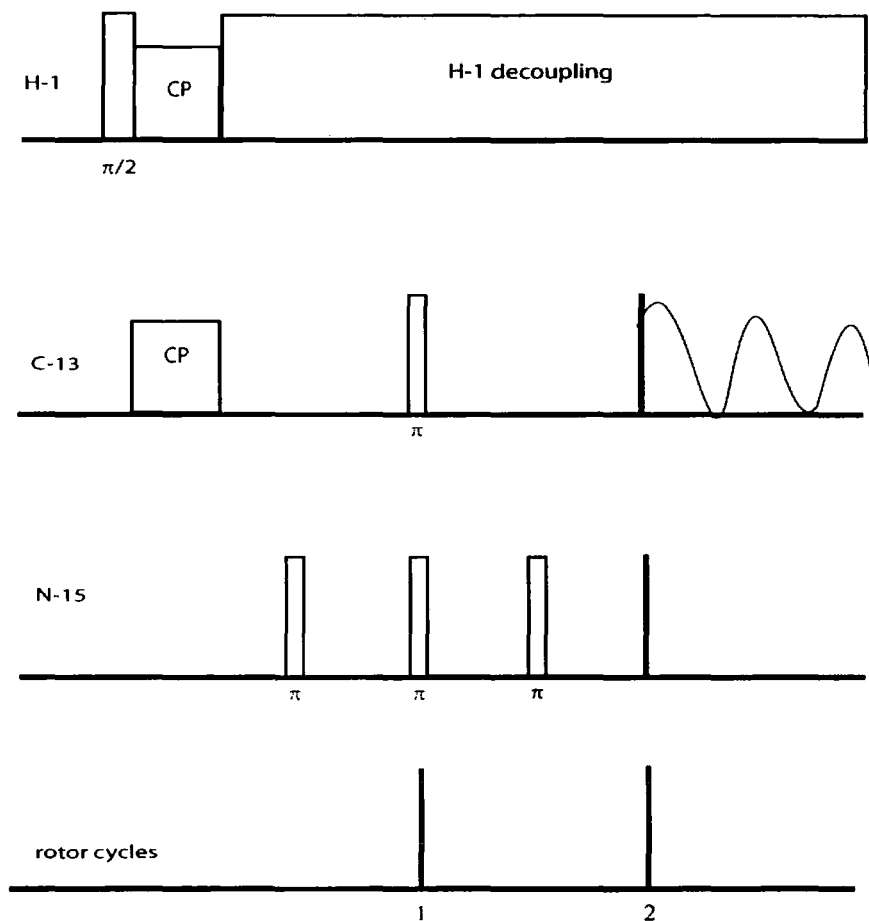 H-1
CP
H-1 decoupling
π/2
C-13
CP
π
N-15
π π π
rotor cycles
1 2